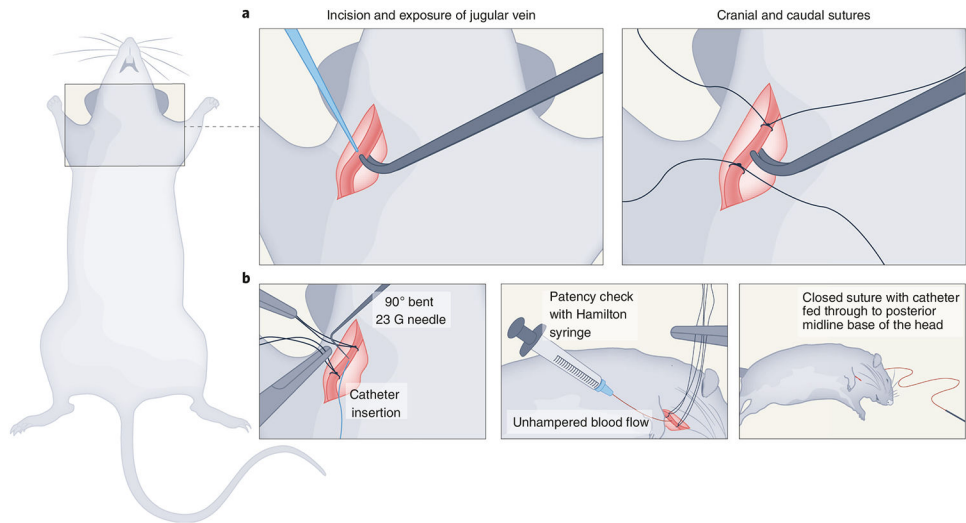 a
Incision and exposure of jugular vein
Cranial and caudal sutures
b
90° bent
23 G needle
Catheter
insertion
Patency check
with Hamilton
syringe
Unhampered blood flow
Closed suture with catheter
fed through to posterior
midline base of the head